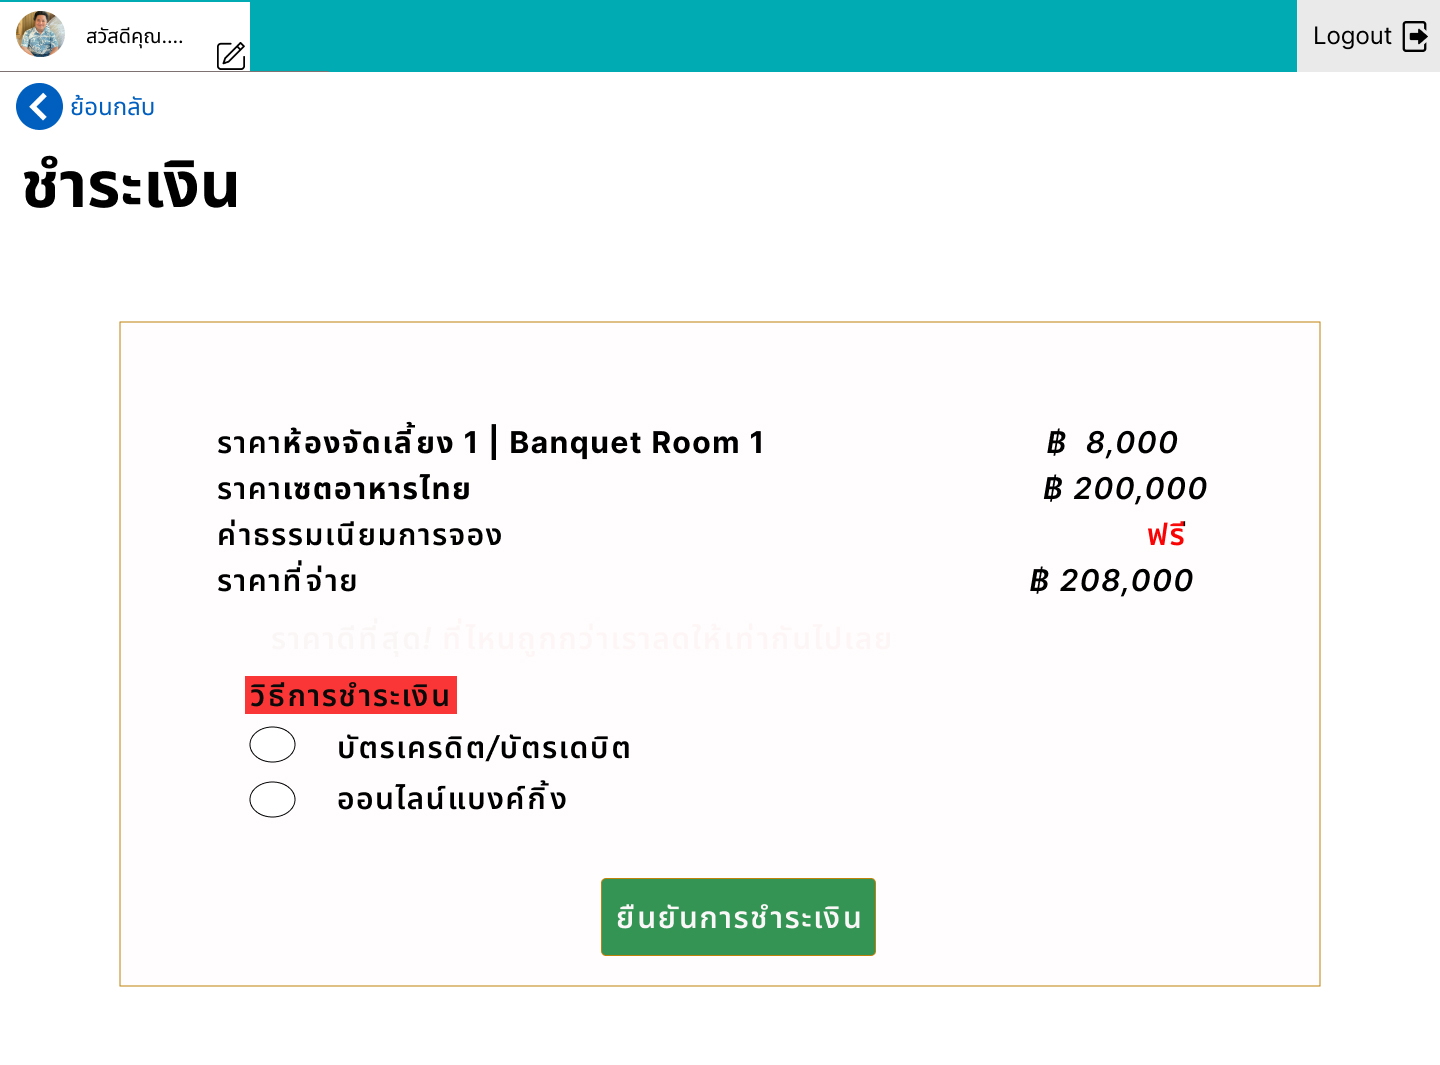 สวัสดีคุณ....
Logout
ย้อนกลับ
ชำระเงิน
ราคาห้องจัดเลี้ยง 1 | Banquet Room 1 ฿ 8,000
ราคาเซตอาหารไทย ฿ 200,000
ค่าธรรมเนียมการจอง ฟรี
ราคาที่จ่าย ฿ 208,000
ราคาดีที่สุด! ที่ไหนถูกกว่าเราลดให้เท่ากันไปเลย
วิธีการชำระเงิน
บัตรเครดิต/บัตรเดบิต
ออนไลน์แบงค์กิ้ง
ยืนยันการชำระเงิน